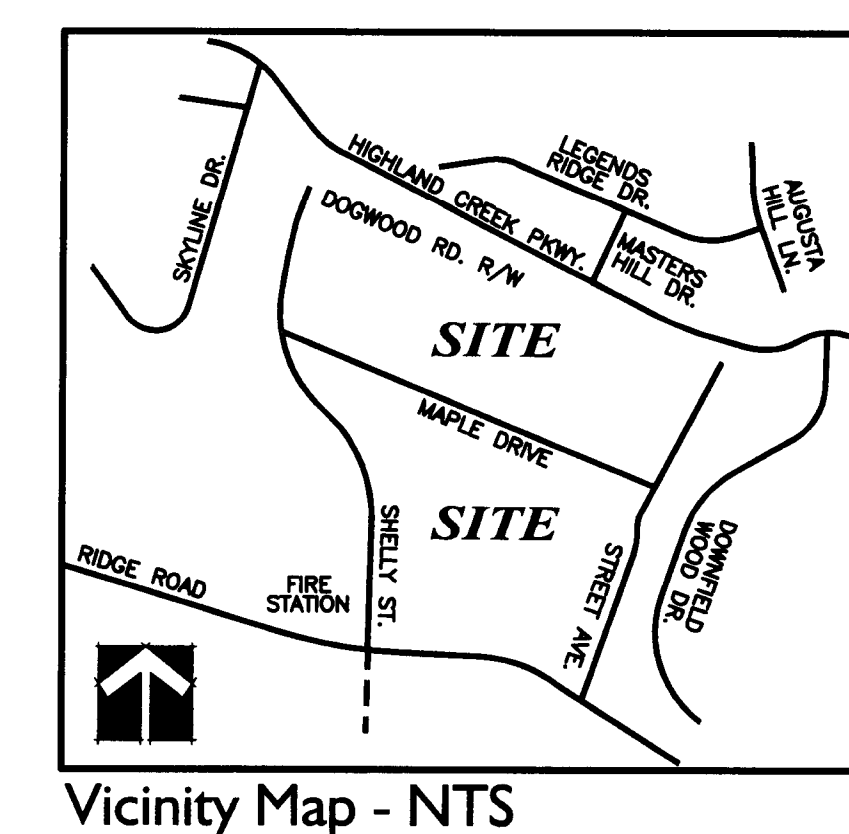 LEGENDS
RIDGE DR.
HIGHLAND CREEK PKWY.
AUGUSTA
HILL LN.
SKYLINE DR.
DOGWOOD RD. R/W
MASTERS
HILL DR.
SITE
MAPLE DRIVE
SITE
SHELLY ST.
STREET AVE.
DOWNFIELD
WOOD DR.
RIDGE ROAD
FIRE
STATION
Vicinity Map - NTS